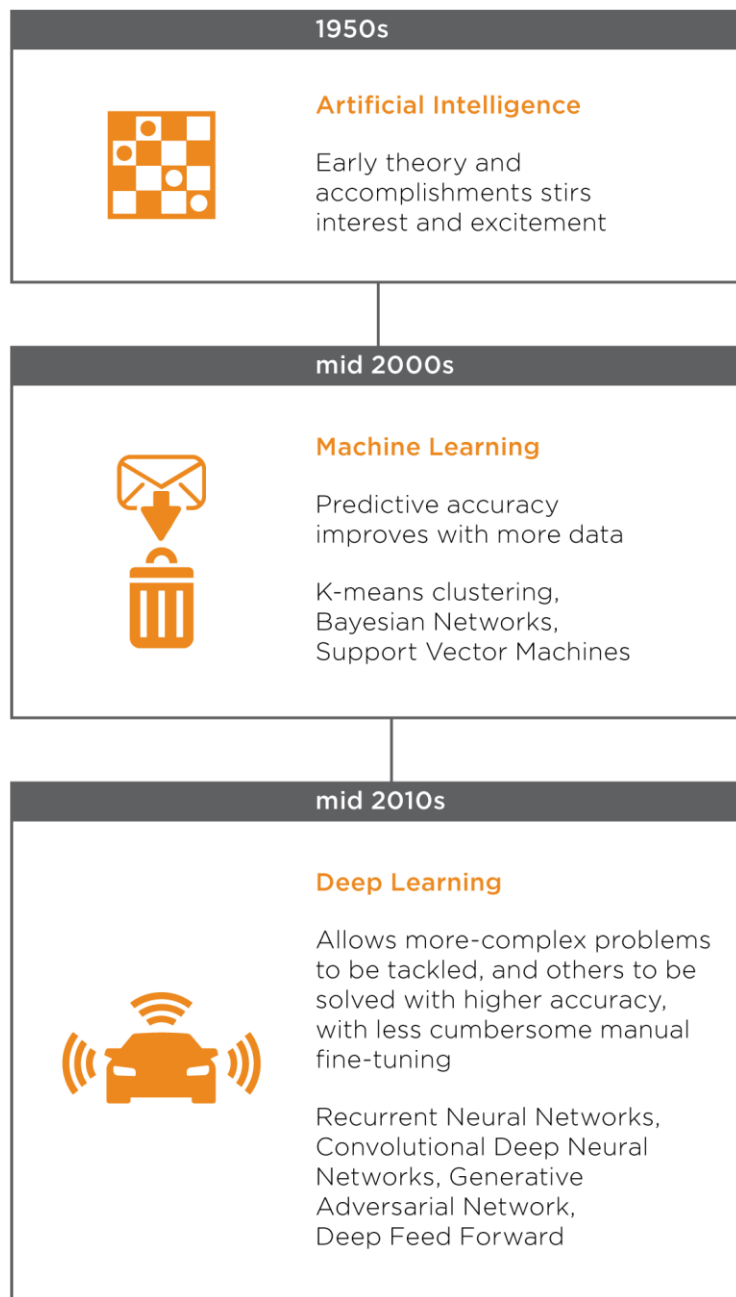 1950s
Artificial Intelligence
Early theory and
accomplishments stirs
interest and excitement
mid 2000s
Machine Learning
Predictive accuracy
improves with more data
K-means clustering,
Bayesian Networks,
Support Vector Machines
mid 2010s
Deep Learning
Allows more-complex problems
to be tackled, and others to be
solved with higher accuracy,
with less cumbersome manual
fine-tuning
Recurrent Neural Networks,
Convolutional Deep Neural
Networks, Generative
Adversarial Network,
Deep Feed Forward